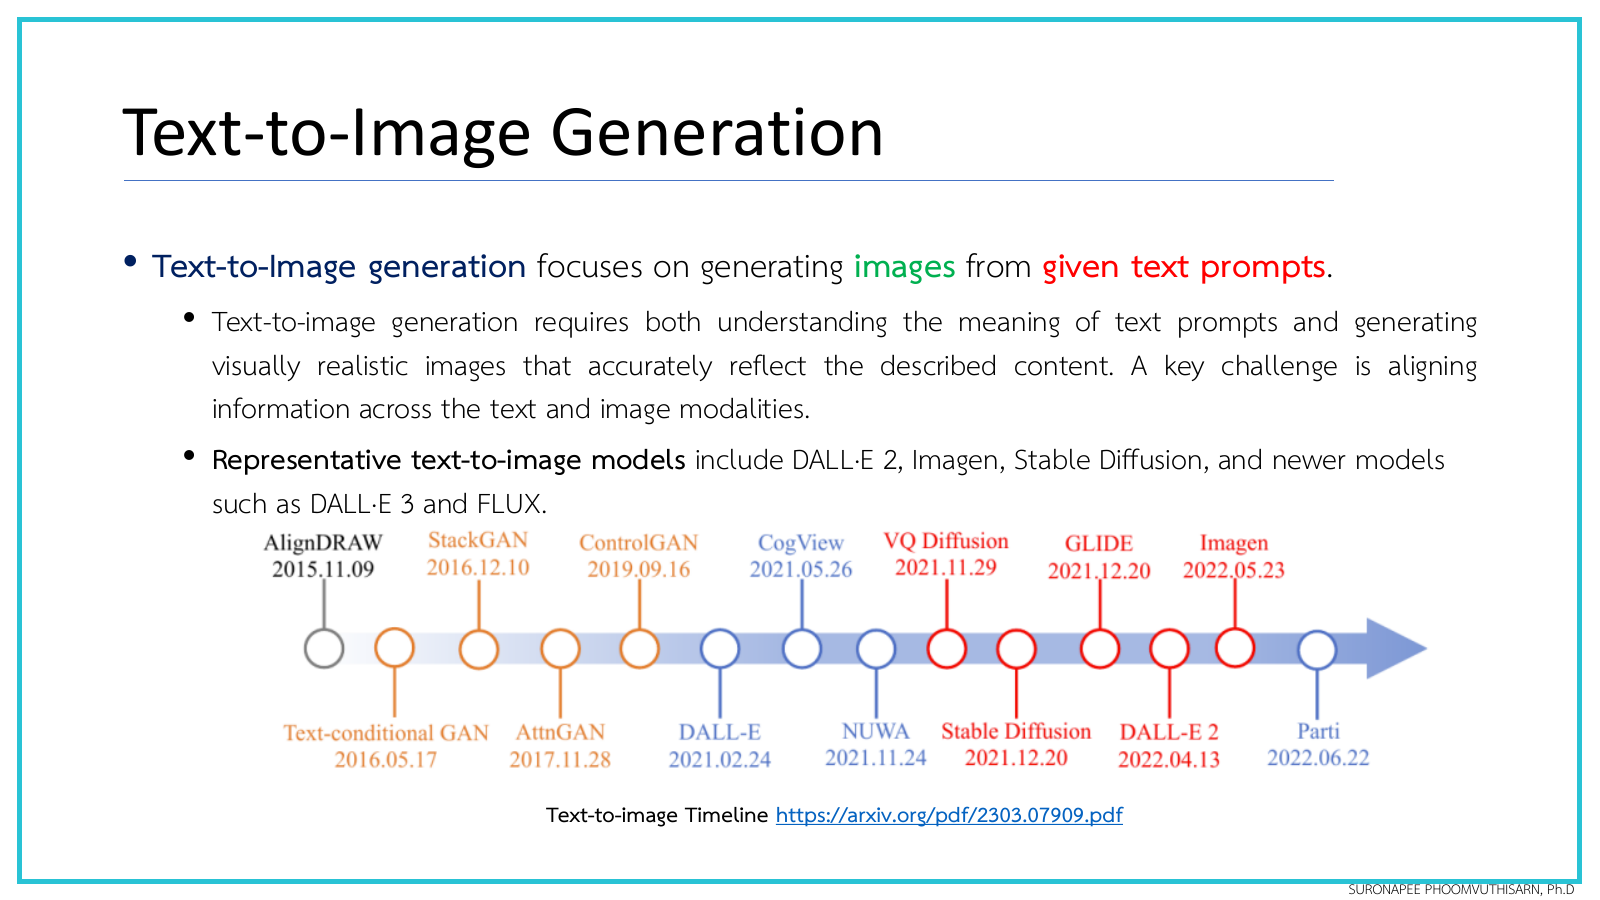 Text-to-Image Generation
• Text-to-Image generation focuses on generating images from given text prompts.
• Text-to-image generation requires both understanding the meaning of text prompts and generating
visually realistic images that accurately reflect the described content. A key challenge is aligning
information across the text and image modalities.
• Representative text-to-image models include DALL·E 2, Imagen, Stable Diffusion, and newer models
such as DALL·E 3 and FLUX.
AlignDRAW
2015.11.09
StackGAN
2016.12.10
ControlGAN
2019.09.16
CogView
2021.05.26
VQ Diffusion
2021.11.29
GLIDE
2021.12.20
Imagen
2022.05.23
Text-conditional GAN
2016.05.17
AttnGAN
2017.11.28
DALL-E
2021.02.24
NUWA
2021.11.24
Stable Diffusion
2021.12.20
DALL-E 2
2022.04.13
Parti
2022.06.22
Text-to-image Timeline https://arxiv.org/pdf/2303.07909.pdf
SURONAPEE PHOOMVUTHISARN, Ph.D